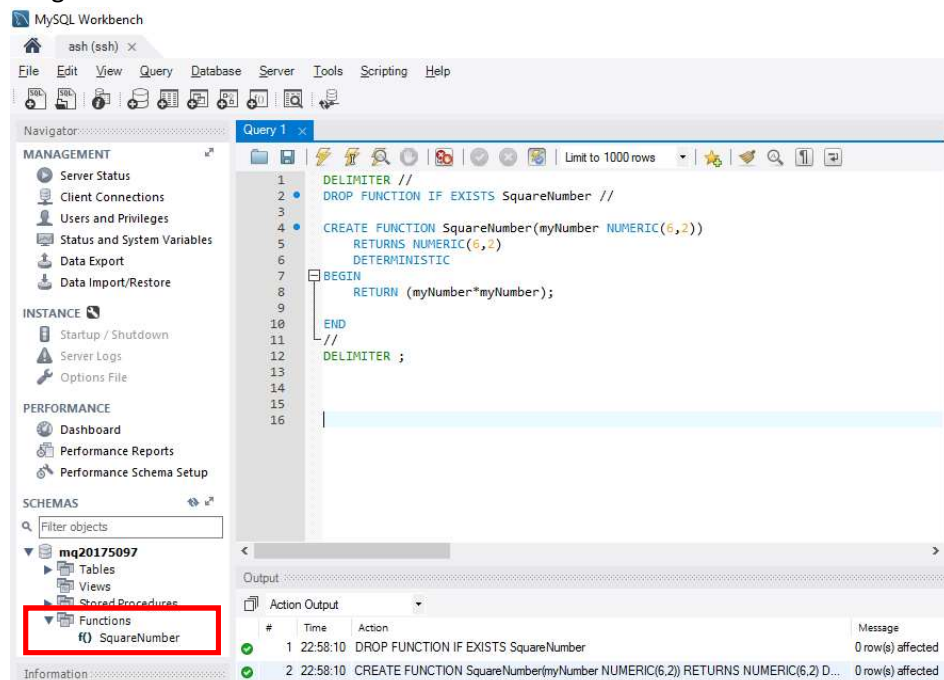 MySQL Workbench
ash (ssh) ×
File Edit View Query Database Server Tools Scripting Help
Navigator
MANAGEMENT
Server Status
Client Connections
Users and Privileges
Status and System Variables
Data Export
Data Import/Restore
INSTANCE
Startup / Shutdown
Server Logs
Options File
PERFORMANCE
Dashboard
Performance Reports
Performance Schema Setup
SCHEMAS
Filter objects
mq20175097
Tables
Views
Stored Procedures
Functions
f() SquareNumber
Information
Query 1 ×
Limit to 1000 rows
1 DELIMITER //
2 DROP FUNCTION IF EXISTS SquareNumber //
3
4 CREATE FUNCTION SquareNumber(myNumber NUMERIC(6,2))
5 RETURNS NUMERIC(6,2)
6 DETERMINISTIC
7 BEGIN
8 RETURN (myNumber*myNumber);
9
10 END
11 //
12 DELIMITER ;
13
14
15
16
Output
Action Output
# Time Action Message
1 22:58:10 DROP FUNCTION IF EXISTS SquareNumber 0 row(s) affected
2 22:58:10 CREATE FUNCTION SquareNumber(myNumber NUMERIC(6,2)) RETURNS NUMERIC(6,2) D... 0 row(s) affected